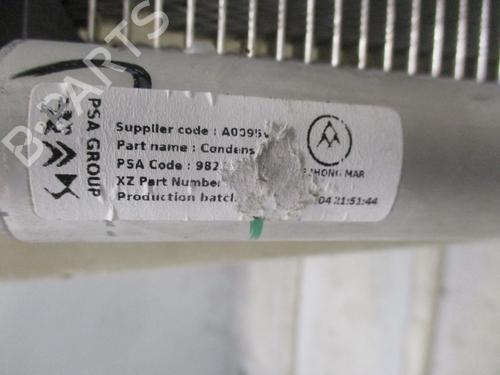 B-PARTS
PSA GROUP
Supplier code : A0095
Part name : Condens
PSA Code : 982
XZ Part Number
Production batch
04 21:51:44
HONG MAR